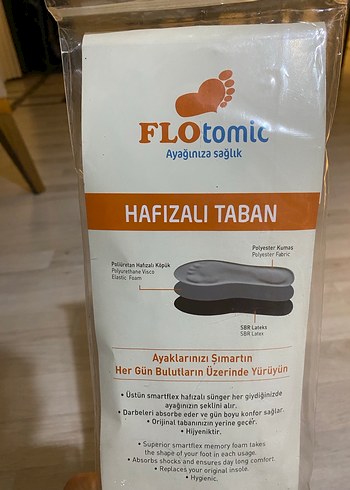 FLOtomic
Ayağınıza sağlık
HAFIZALI TABAN
Polyester Kumaş
Polyester Fabric
Poliüretan Hafızalı Köpük
Polyurethane Visco
Elastic Foam
SBR Lateks
SBR Latex
Ayaklarınızı Şımartın
Her Gün Bulutların Üzerinde Yürüyün
• Üstün smartflex hafızalı sünger her giydiğinizde
ayağınızın şeklini alır.
• Darbeleri absorbe eder ve gün boyu konfor sağlar.
• Orijinal tabanınızın yerine geçer.
• Hijyeniktir.
• Superior smartflex memory foam takes
the shape of your foot in each usage.
• Absorbs shocks and ensures day long comfort.
• Replaces your original insole.
• Hygienic.